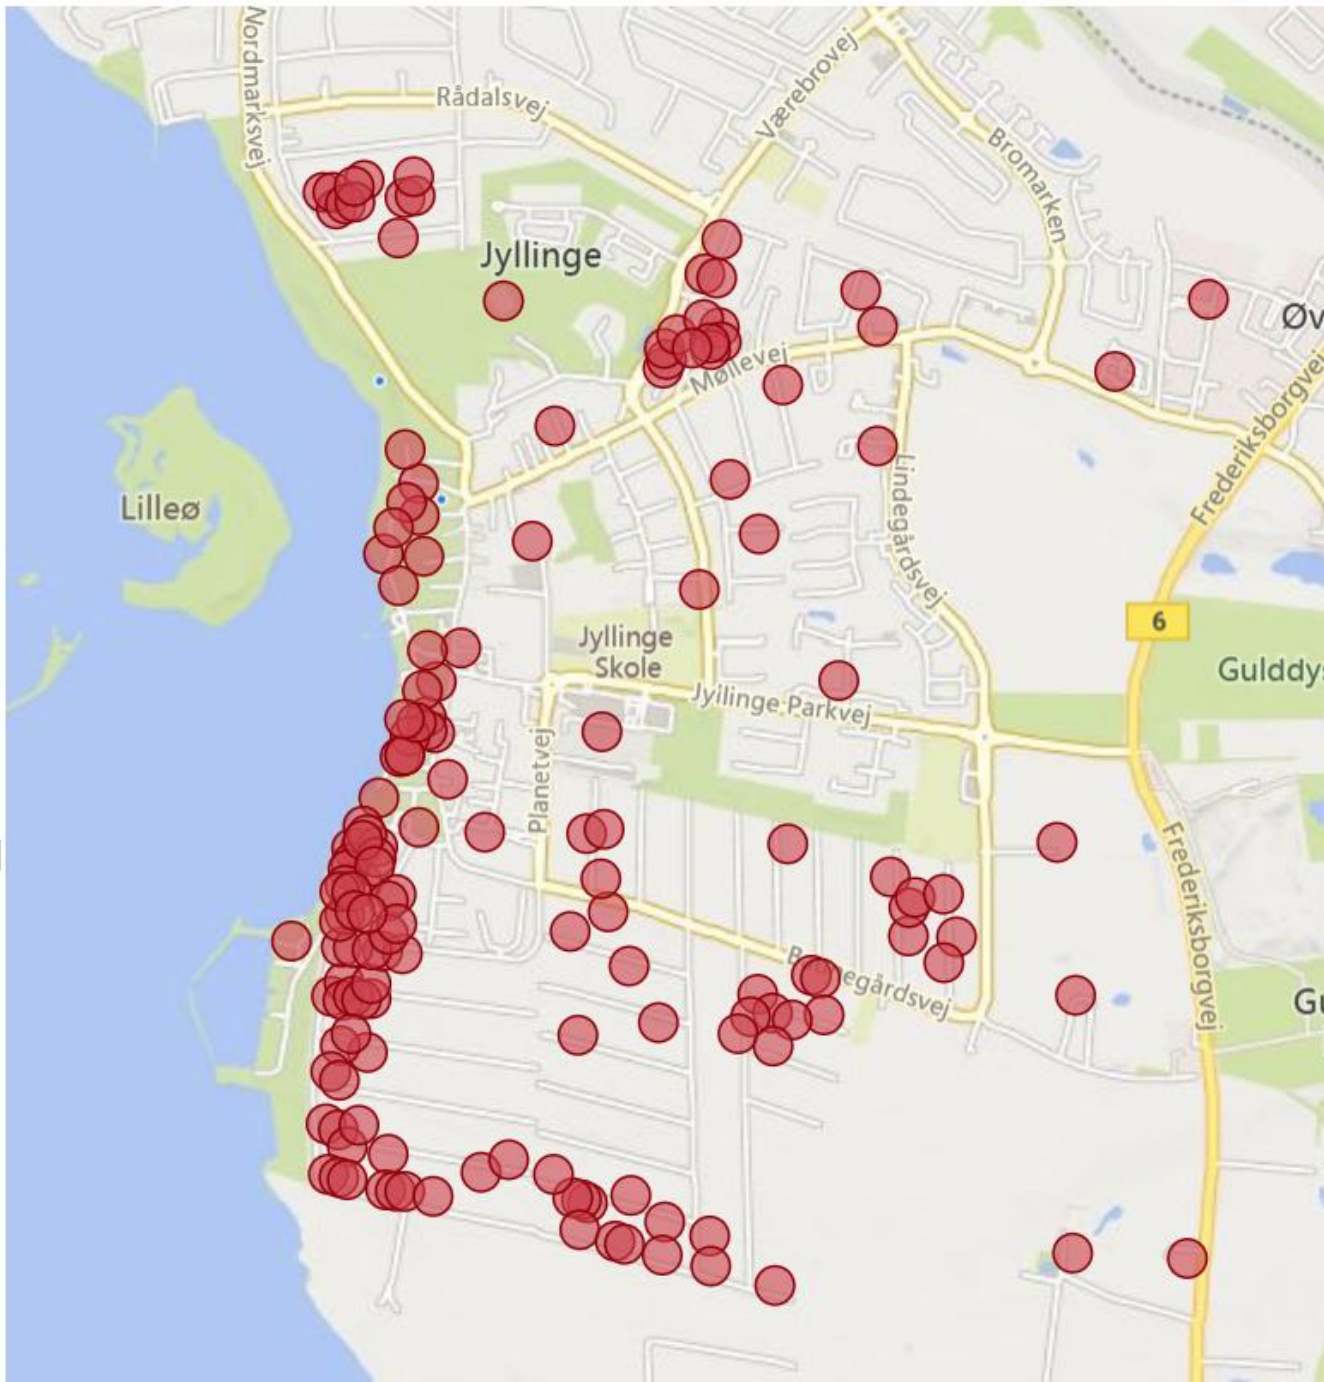 Nordmarksvej
Rådalsvej
Værebrovej
Bromarken
Jyllinge
Øv
Møllevej
Frederiksborgvej
Lilleø
Lindegårdsvej
6
Jyllinge
Skole
Gulddys
Jyllinge Parkvej
Planetvej
Frederiksborgvej
egårdsvej
Gu